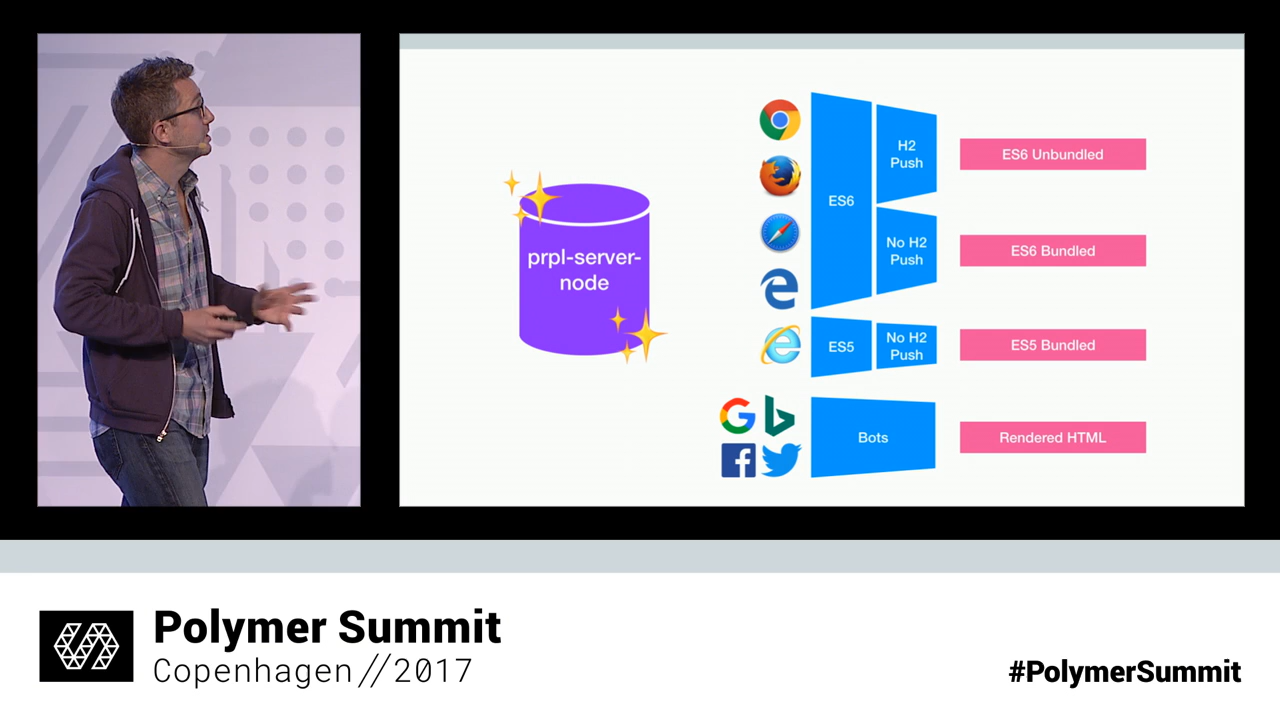 prpl-server-
node
ES6
H2
Push
ES6 Unbundled
No H2
Push
ES6 Bundled
ES5
No H2
Push
ES5 Bundled
Bots
Rendered HTML
Polymer Summit
Copenhagen//2017
#PolymerSummit